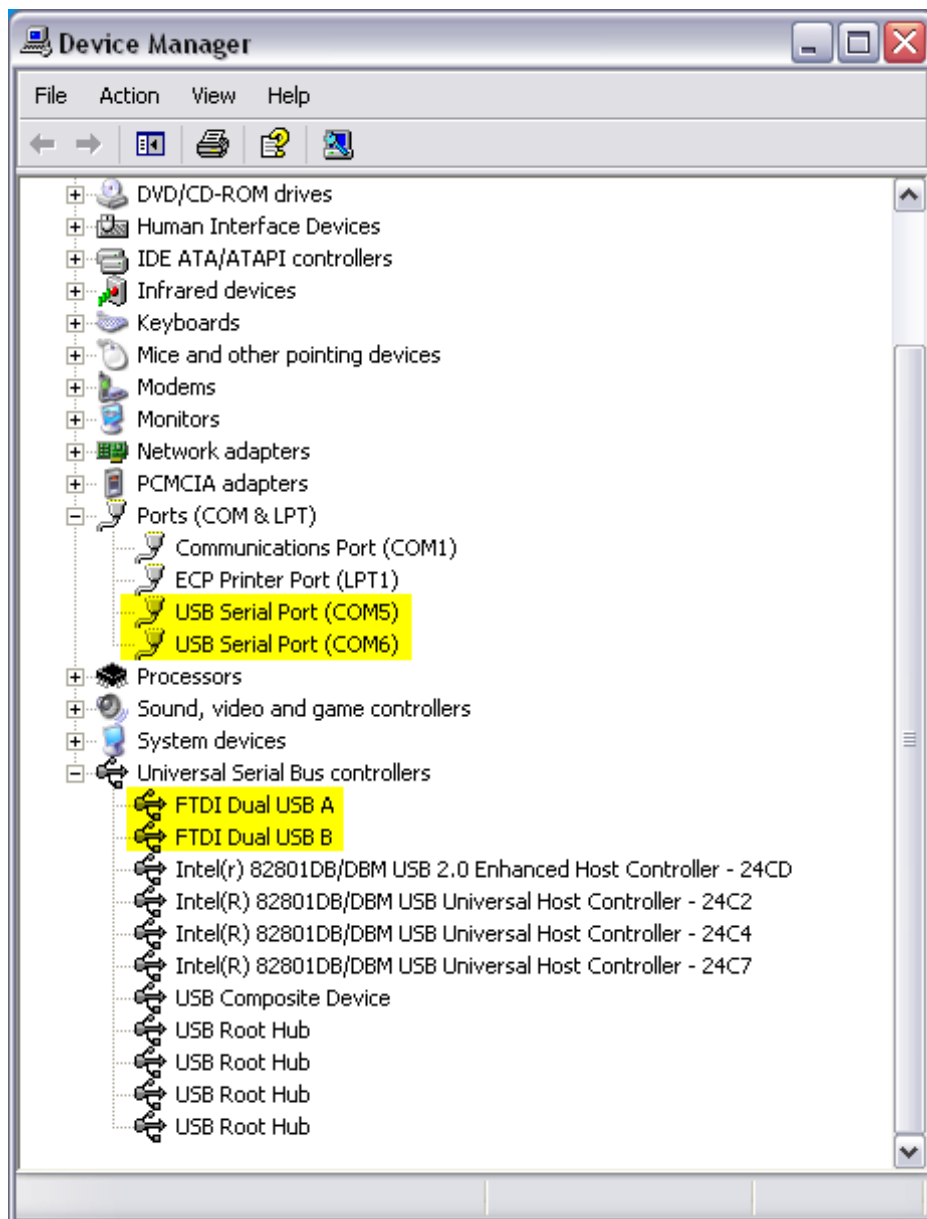 Device Manager
File Action View Help
DVD/CD-ROM drives
Human Interface Devices
IDE ATA/ATAPI controllers
Infrared devices
Keyboards
Mice and other pointing devices
Modems
Monitors
Network adapters
PCMCIA adapters
Ports (COM & LPT)
Communications Port (COM1)
ECP Printer Port (LPT1)
USB Serial Port (COM5)
USB Serial Port (COM6)
Processors
Sound, video and game controllers
System devices
Universal Serial Bus controllers
FTDI Dual USB A
FTDI Dual USB B
Intel(r) 82801DB/DBM USB 2.0 Enhanced Host Controller - 24CD
Intel(R) 82801DB/DBM USB Universal Host Controller - 24C2
Intel(R) 82801DB/DBM USB Universal Host Controller - 24C4
Intel(R) 82801DB/DBM USB Universal Host Controller - 24C7
USB Composite Device
USB Root Hub
USB Root Hub
USB Root Hub
USB Root Hub